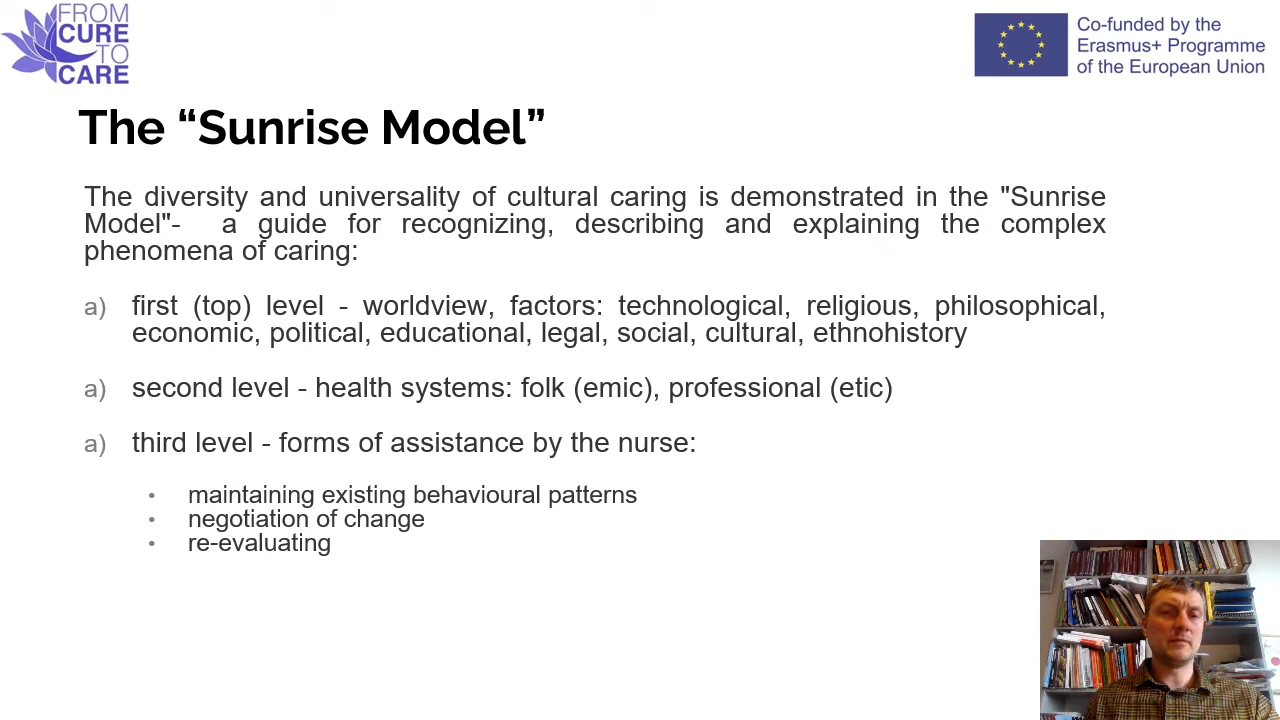 FROM
CURE
TO
CARE
Co-funded by the
Erasmus+ Programme
of the European Union
The “Sunrise Model”
The diversity and universality of cultural caring is demonstrated in the "Sunrise
Model"- a guide for recognizing, describing and explaining the complex
phenomena of caring:
a) first (top) level - worldview, factors: technological, religious, philosophical,
economic, political, educational, legal, social, cultural, ethnohistory
a) second level - health systems: folk (emic), professional (etic)
a) third level - forms of assistance by the nurse:
• maintaining existing behavioural patterns
• negotiation of change
• re-evaluating